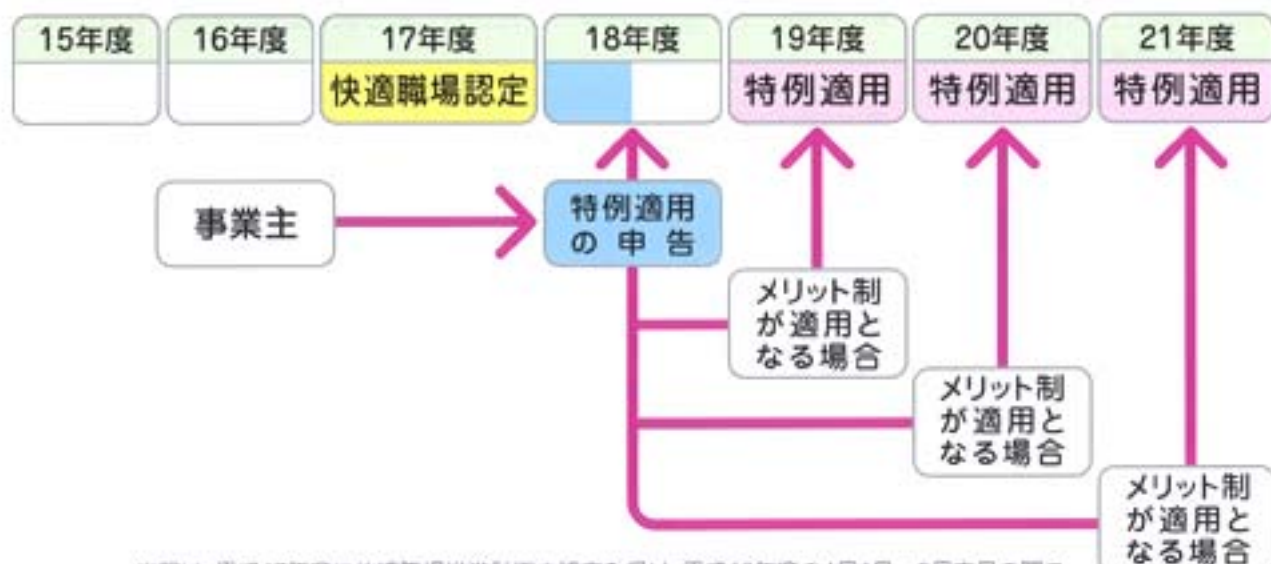 15年度
16年度
17年度
18年度
19年度
20年度
21年度
快適職場認定
特例適用
特例適用
特例適用
事業主
特例適用
の申告
メリット制
が適用と
なる場合
メリット制
が適用と
なる場合
メリット制
が適用と
なる場合